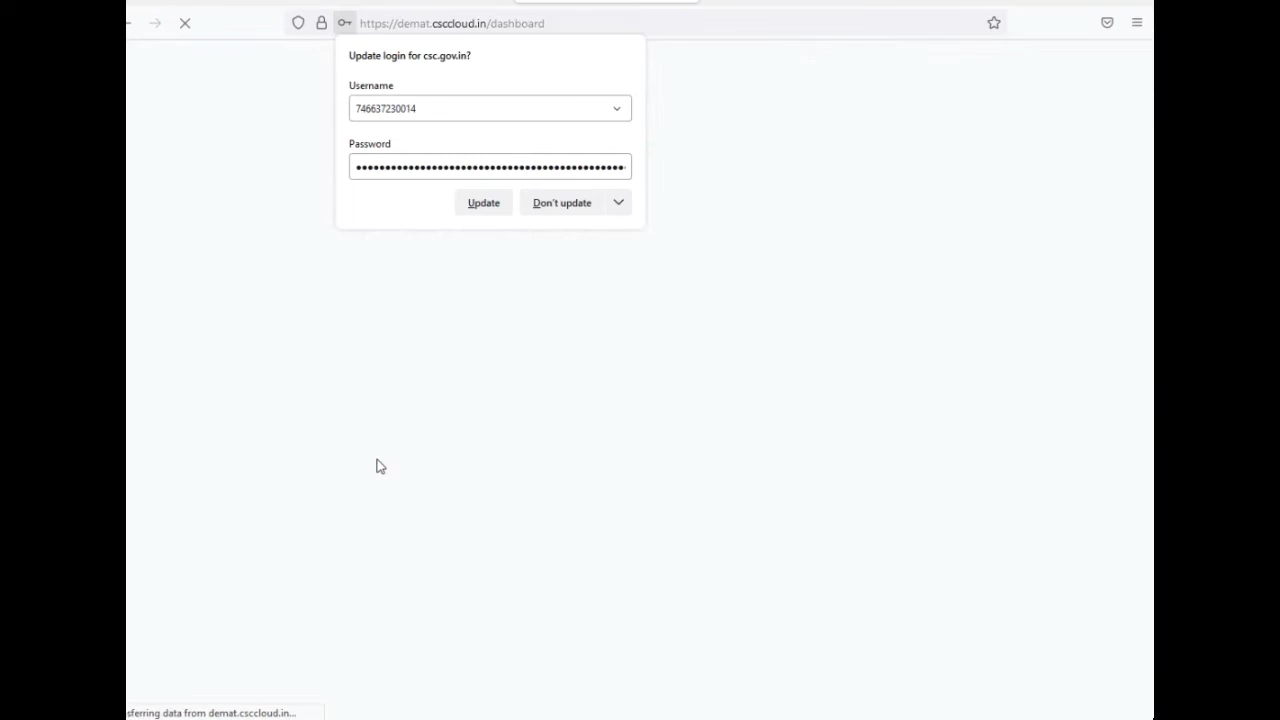 https://demat.csccloud.in/dashboard
Update login for csc.gov.in?
Username
746637230014
Password
Update
Don't update
sferring data from demat.csccloud.in...